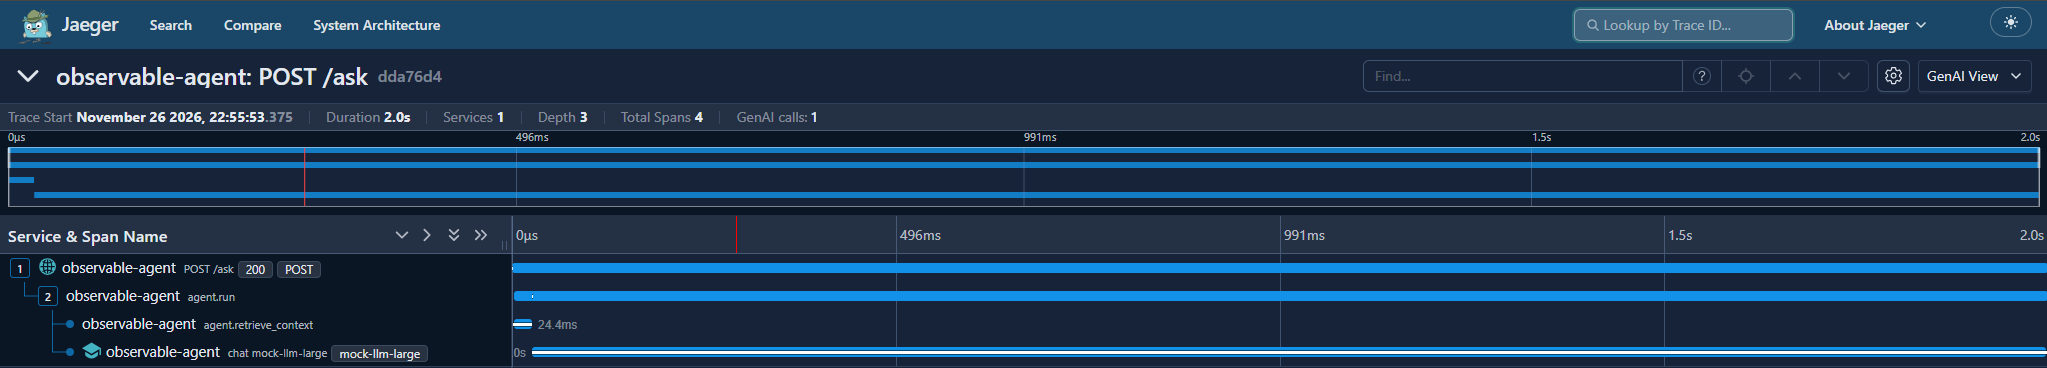 Jaeger Search Compare System Architecture Lookup by Trace ID... About Jaeger
observable-agent: POST /ask dda76d4 Find... ? GenAI View
Trace Start November 26 2026, 22:55:53.375 Duration 2.0s Services 1 Depth 3 Total Spans 4 GenAI calls: 1
0µs 496ms 991ms 1.5s 2.0s
Service & Span Name 0µs 496ms 991ms 1.5s 2.0s
1 observable-agent POST /ask 200 POST
2 observable-agent agent.run
observable-agent agent.retrieve_context 24.4ms
observable-agent chat mock-llm-large mock-llm-large 0s